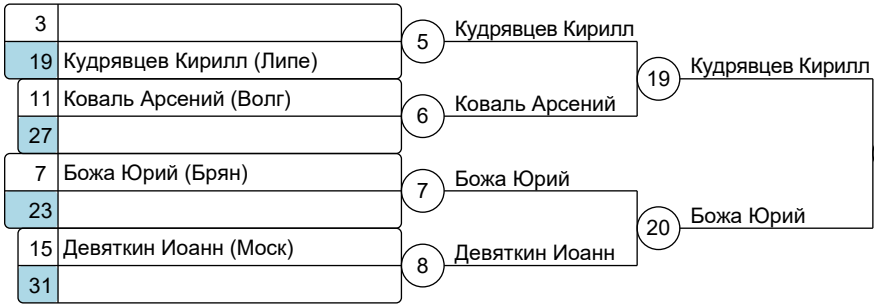 3
5
Кудрявцев Кирилл
19 Кудрявцев Кирилл (Липе)
19
Кудрявцев Кирилл
11 Коваль Арсений (Волг)
6
Коваль Арсений
27
7 Божа Юрий (Брян)
7
Божа Юрий
23
20
Божа Юрий
15 Девяткин Иоанн (Моск)
8
Девяткин Иоанн
31